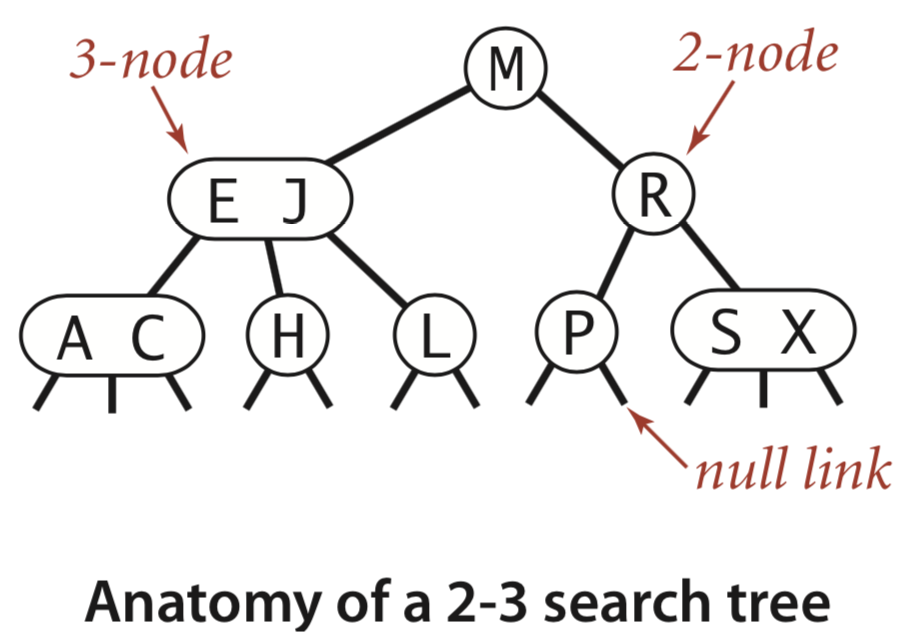 3-node
M
2-node
E J
R
A C
H
L
P
S X
null link
Anatomy of a 2-3 search tree